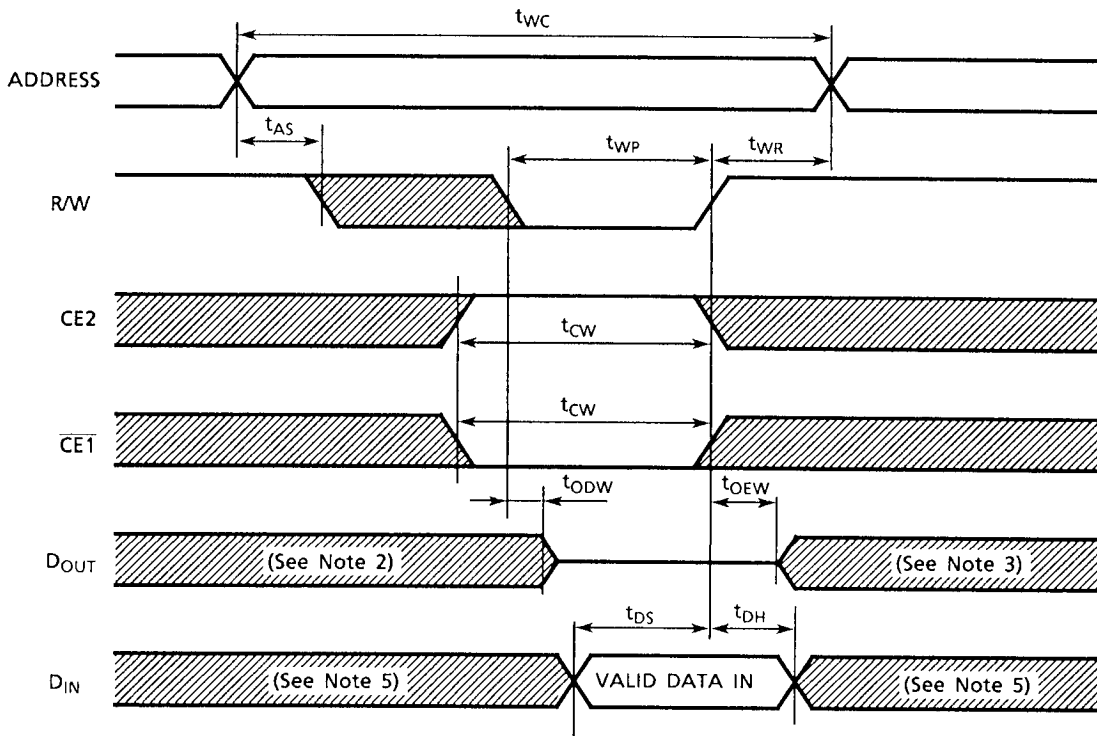 tWC
ADDRESS
tAS
tWP
tWR
R/W
CE2
tCW
CE1
tCW
tODW
tOEW
DOUT
(See Note 2)
(See Note 3)
tDS
tDH
DIN
(See Note 5)
VALID DATA IN
(See Note 5)